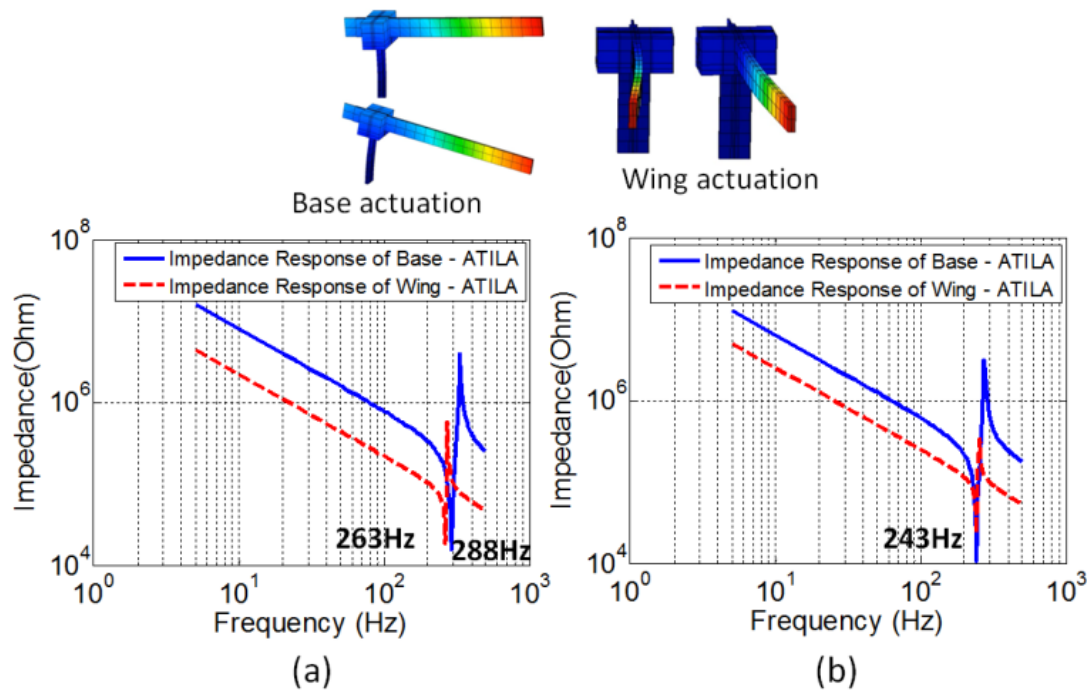 Base actuation
Wing actuation
10^8
Impedance Response of Base - ATILA
Impedance Response of Wing - ATILA
10^6
10^4
Impedance(Ohm)
263Hz
288Hz
10^0
10^1
10^2
10^3
Frequency (Hz)
(a)
10^8
Impedance Response of Base - ATILA
Impedance Response of Wing - ATILA
10^6
10^4
Impedance(Ohm)
243Hz
10^0
10^1
10^2
10^3
Frequency (Hz)
(b)